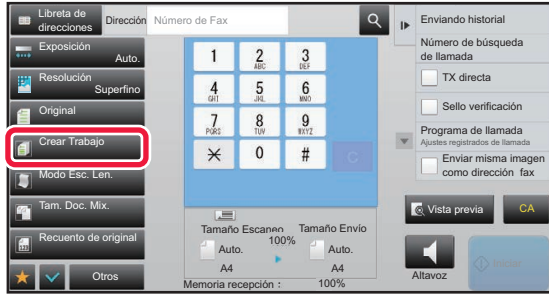 Libreta de
direcciones
Dirección
Número de Fax
Exposición
Auto.
Resolución
Superfino
Original
Crear Trabajo
Modo Esc. Len.
Tam. Doc. Mix.
Recuento de original
Otros
1
2 ABC
3 DEF
4 GHI
5 JKL
6 MNO
7 PQRS
8 TUV
9 WXYZ
0
#
C
Tamaño Escaneo
Tamaño Envío
100%
Auto.
Auto.
A4
A4
Memoria recepción :
100%
Enviando historial
Número de búsqueda
de llamada
TX directa
Sello verificación
Programa de llamada
Ajustes registrados de llamada
Enviar misma imagen
como dirección fax
Vista previa
CA
Altavoz
Iniciar